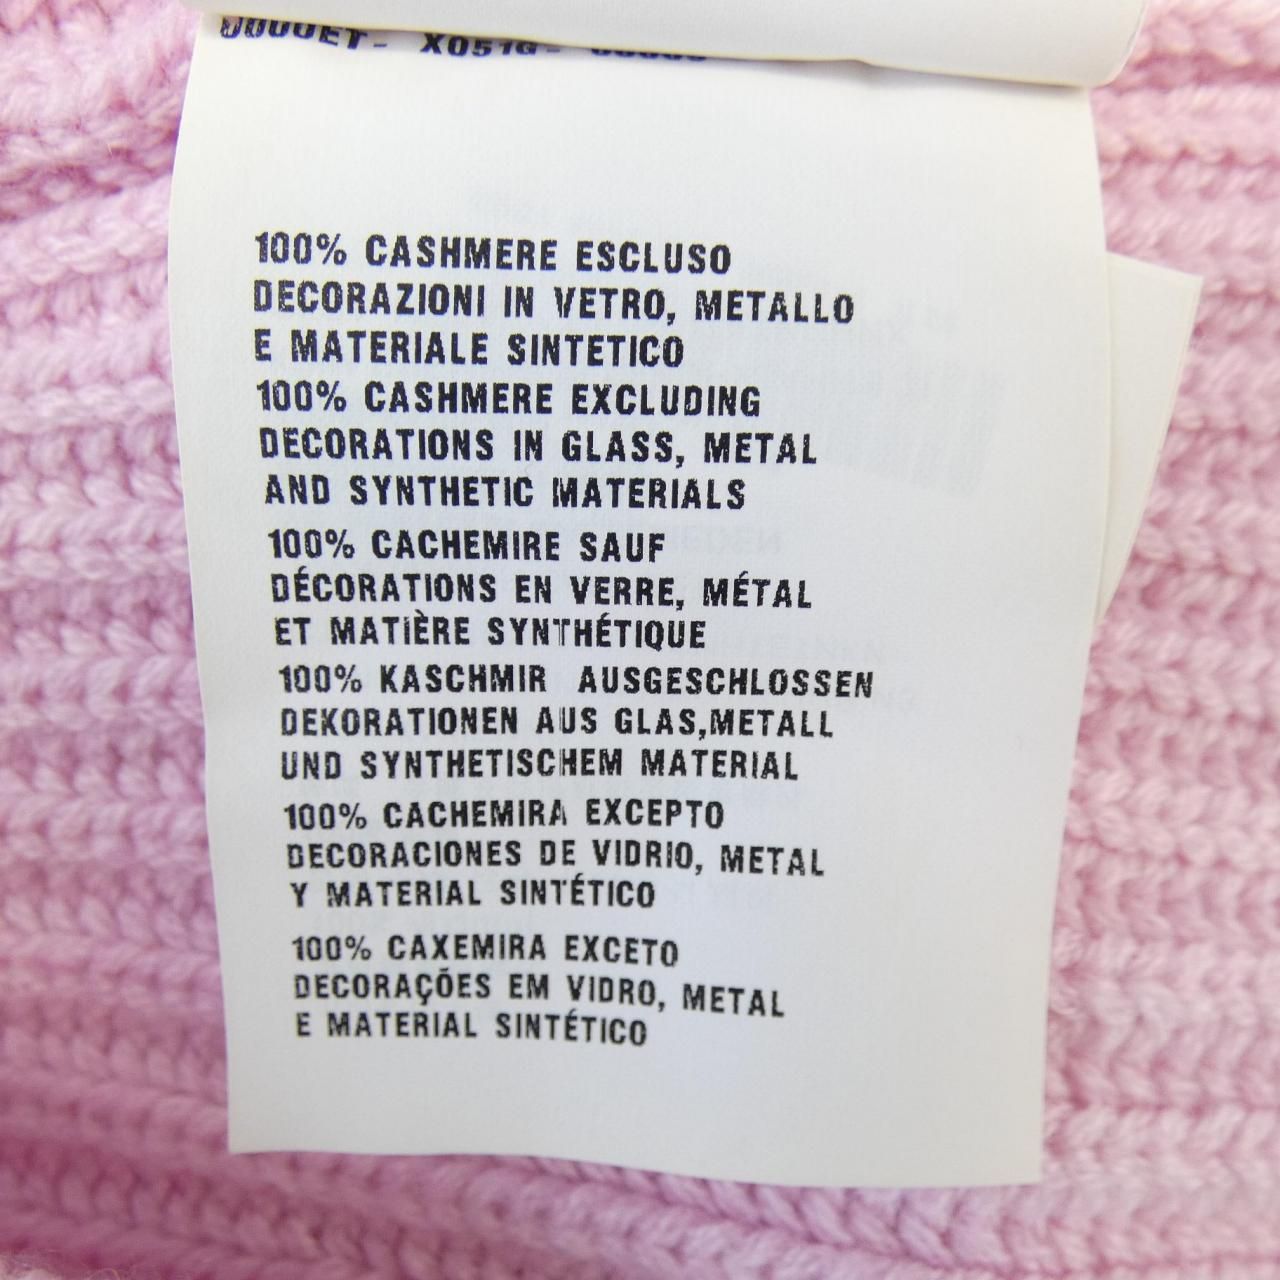 X051G-
100% CASHMERE ESCLUSO
DECORAZIONI IN VETRO, METALLO
E MATERIALE SINTETICO
100% CASHMERE EXCLUDING
DECORATIONS IN GLASS, METAL
AND SYNTHETIC MATERIALS
100% CACHEMIRE SAUF
DÉCORATIONS EN VERRE, MÉTAL
ET MATIÈRE SYNTHÉTIQUE
100% KASCHMIR AUSGESCHLOSSEN
DEKORATIONEN AUS GLAS,METALL
UND SYNTHETISCHEM MATERIAL
100% CACHEMIRA EXCEPTO
DECORACIONES DE VIDRIO, METAL
Y MATERIAL SINTÉTICO
100% CAXEMIRA EXCETO
DECORAÇÕES EM VIDRO, METAL
E MATERIAL SINTÉTICO